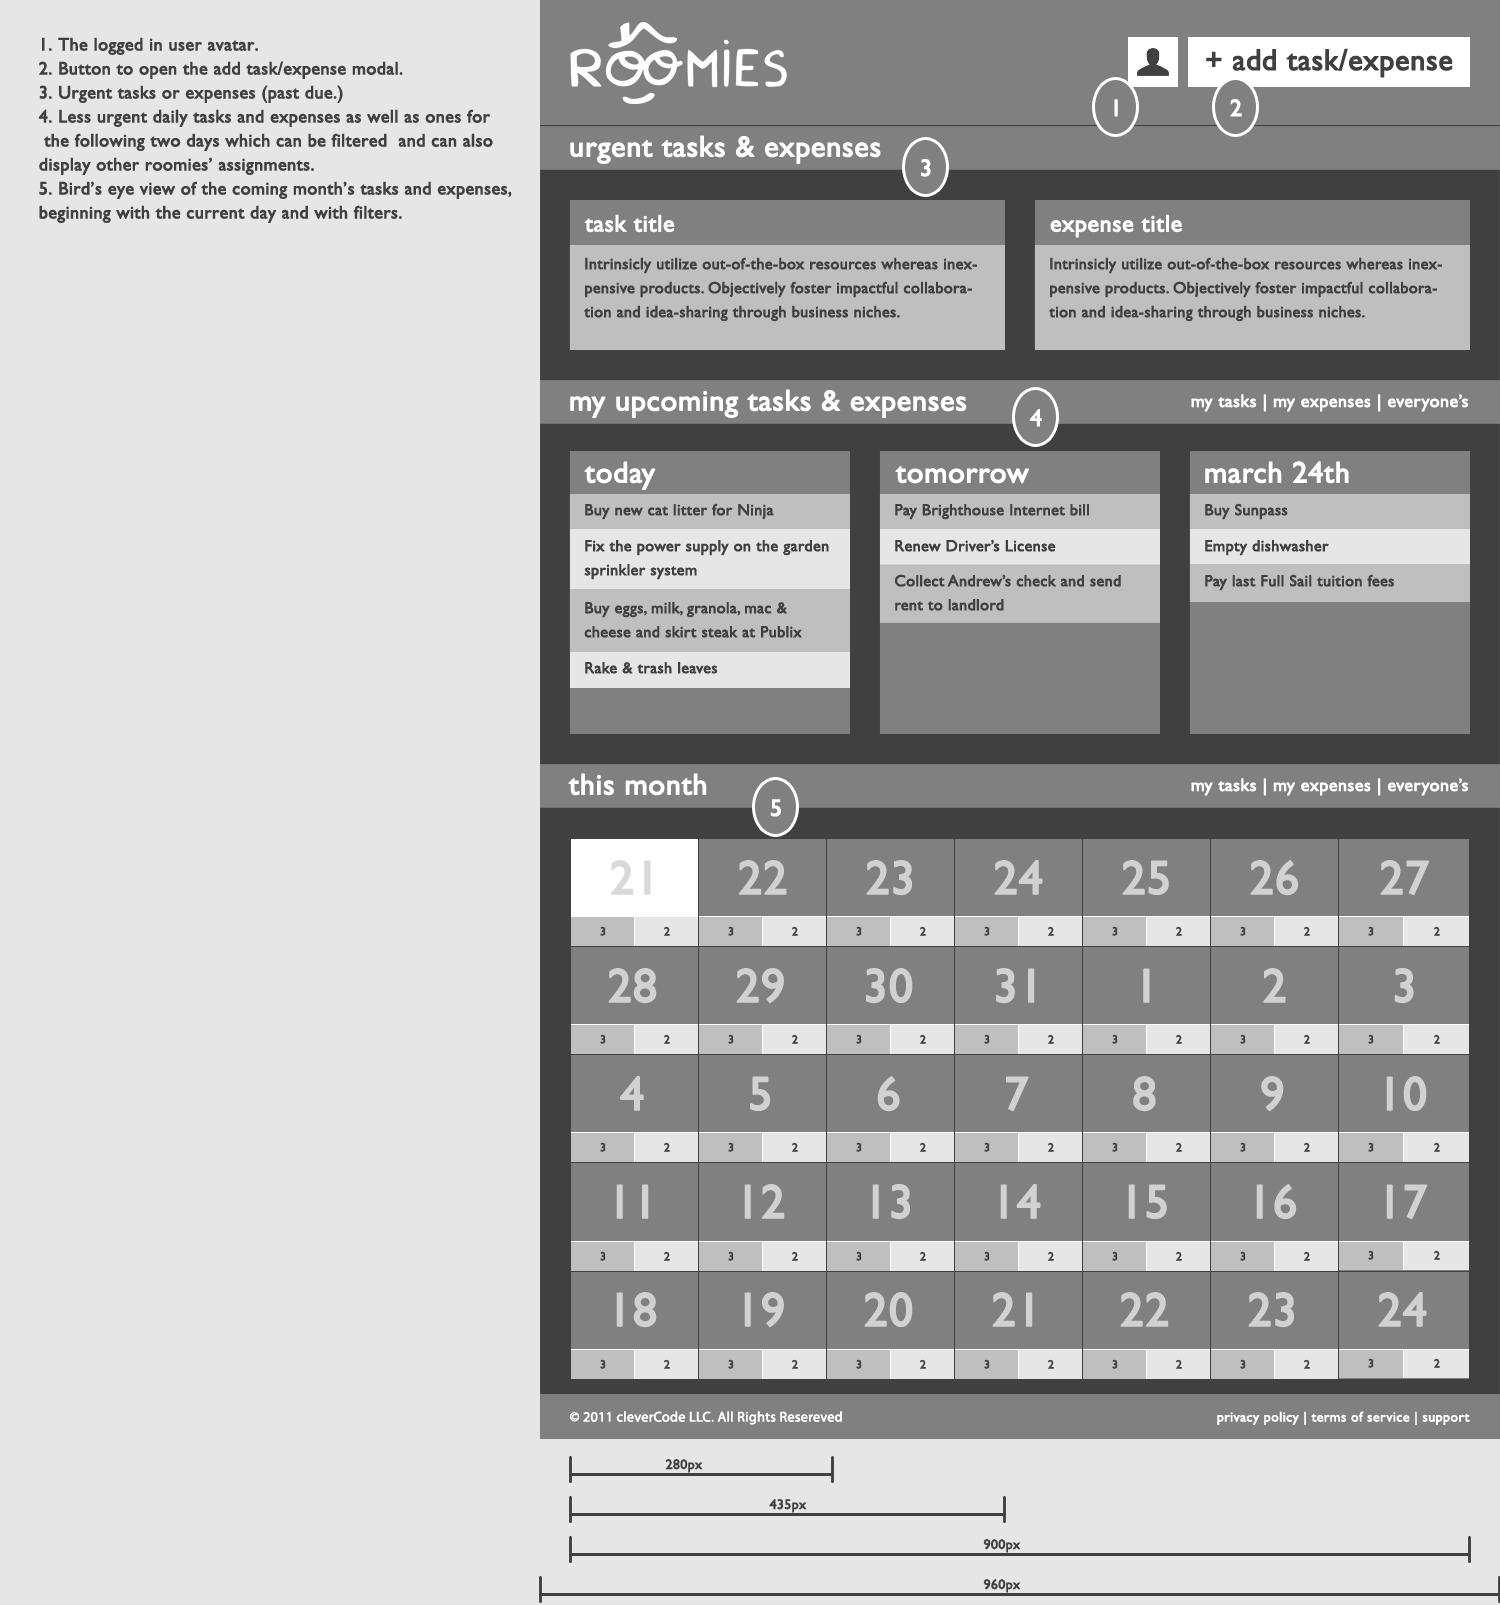 1. The logged in user avatar.
2. Button to open the add task/expense modal.
3. Urgent tasks or expenses (past due.)
4. Less urgent daily tasks and expenses as well as ones for
the following two days which can be filtered  and can also
display other roomies' assignments.
5. Bird's eye view of the coming month's tasks and expenses,
beginning with the current day and with filters.
ROOMiES
+ add task/expense
1
2
urgent tasks & expenses
3
task title
Intrinsicly utilize out-of-the-box resources whereas inex-
pensive products. Objectively foster impactful collabora-
tion and idea-sharing through business niches.
expense title
Intrinsicly utilize out-of-the-box resources whereas inex-
pensive products. Objectively foster impactful collabora-
tion and idea-sharing through business niches.
my upcoming tasks & expenses
4
my tasks | my expenses | everyone's
today
Buy new cat litter for Ninja
Fix the power supply on the garden
sprinkler system
Buy eggs, milk, granola, mac &
cheese and skirt steak at Publix
Rake & trash leaves
tomorrow
Pay Brighthouse Internet bill
Renew Driver's License
Collect Andrew's check and send
rent to landlord
march 24th
Buy Sunpass
Empty dishwasher
Pay last Full Sail tuition fees
this month
5
my tasks | my expenses | everyone's
21 22 23 24 25 26 27
3 2 3 2 3 2 3 2 3 2 3 2 3 2
28 29 30 31 1 2 3
3 2 3 2 3 2 3 2 3 2 3 2 3 2
4 5 6 7 8 9 10
3 2 3 2 3 2 3 2 3 2 3 2 3 2
11 12 13 14 15 16 17
3 2 3 2 3 2 3 2 3 2 3 2 3 2
18 19 20 21 22 23 24
3 2 3 2 3 2 3 2 3 2 3 2 3 2
© 2011 cleverCode LLC. All Rights Resereved
privacy policy | terms of service | support
280px
435px
900px
960px